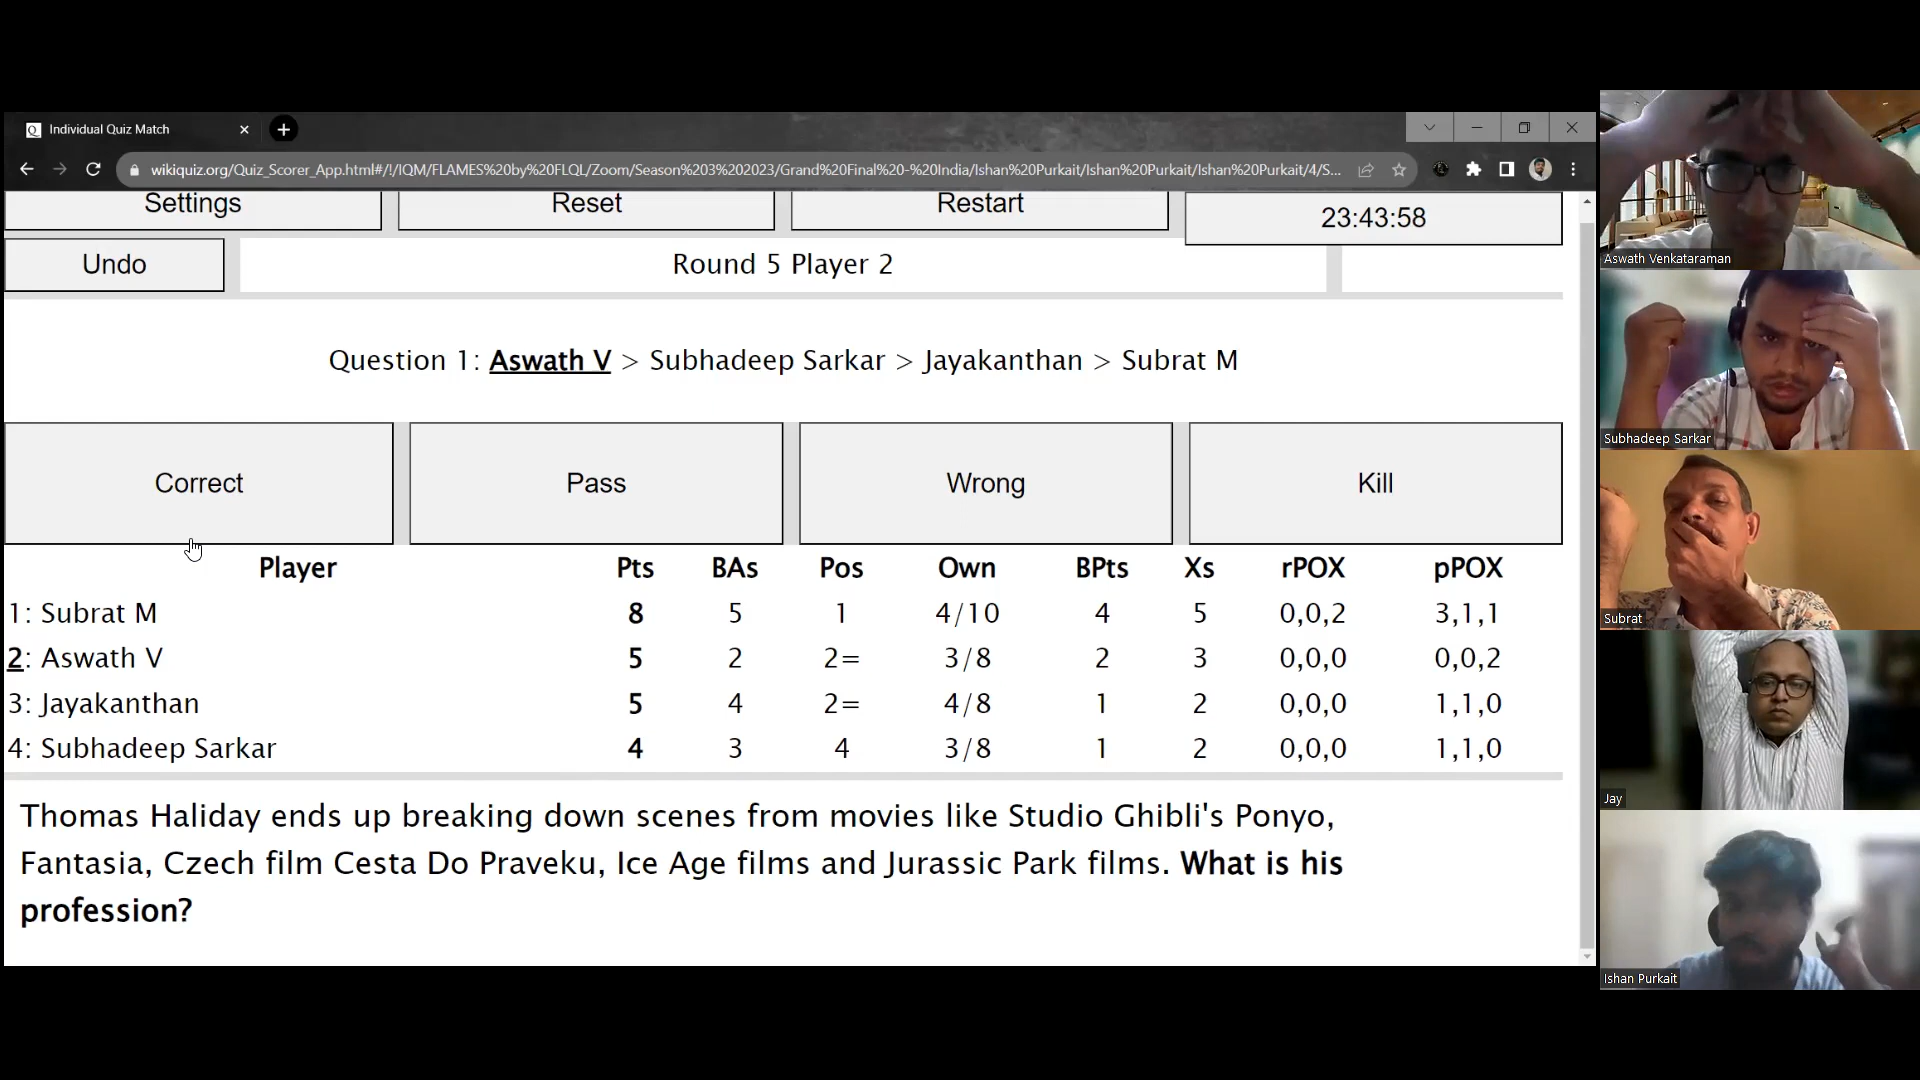 Individual Quiz Match
wikiquiz.org/Quiz_Scorer_App.html#/!/IQM/FLAMES%20by%20FLQL/Zoom/Season%203%202023/Grand%20Final%20-%20India/Ishan%20Purkait/Ishan%20Purkait/Ishan%20Purkait/4/S...
Settings Reset Restart 23:43:58
Undo Round 5 Player 2
Question 1: Aswath V > Subhadeep Sarkar > Jayakanthan > Subrat M
Correct Pass Wrong Kill
Player Pts BAs Pos Own BPts Xs rPOX pPOX
1: Subrat M 8 5 1 4/10 4 5 0,0,2 3,1,1
2: Aswath V 5 2 2= 3/8 2 3 0,0,0 0,0,2
3: Jayakanthan 5 4 2= 4/8 1 2 0,0,0 1,1,0
4: Subhadeep Sarkar 4 3 4 3/8 1 2 0,0,0 1,1,0
Thomas Haliday ends up breaking down scenes from movies like Studio Ghibli's Ponyo,
Fantasia, Czech film Cesta Do Praveku, Ice Age films and Jurassic Park films. What is his
profession?
Aswath Venkataraman
Subhadeep Sarkar
Subrat
Jay
Ishan Purkait